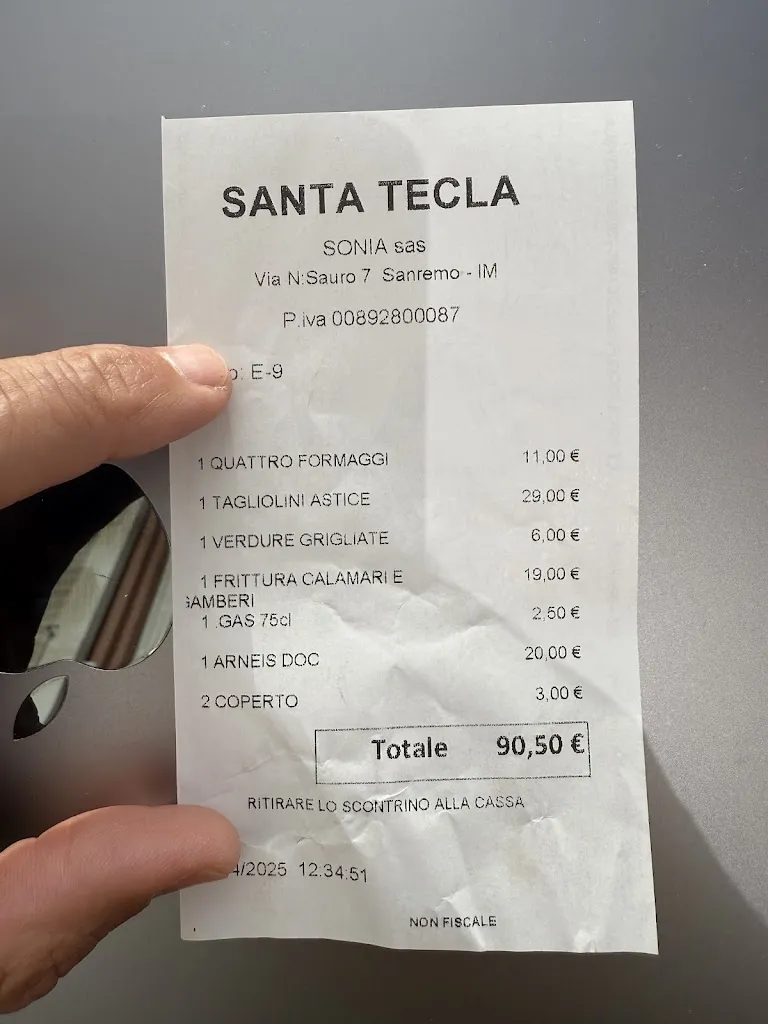 SANTA TECLA
SONIA sas
Via N:Sauro 7 Sanremo - IM
P.iva 00892800087
o: E-9
1 QUATTRO FORMAGGI 11,00 €
1 TAGLIOLINI ASTICE 29,00 €
1 VERDURE GRIGLIATE 6,00 €
1 FRITTURA CALAMARI E 19,00 €
GAMBERI
1 .GAS 75cl 2,50 €
1 ARNEIS DOC 20,00 €
2 COPERTO 3,00 €
Totale 90,50 €
RITIRARE LO SCONTRINO ALLA CASSA
4/2025 12:34:51
NON FISCALE